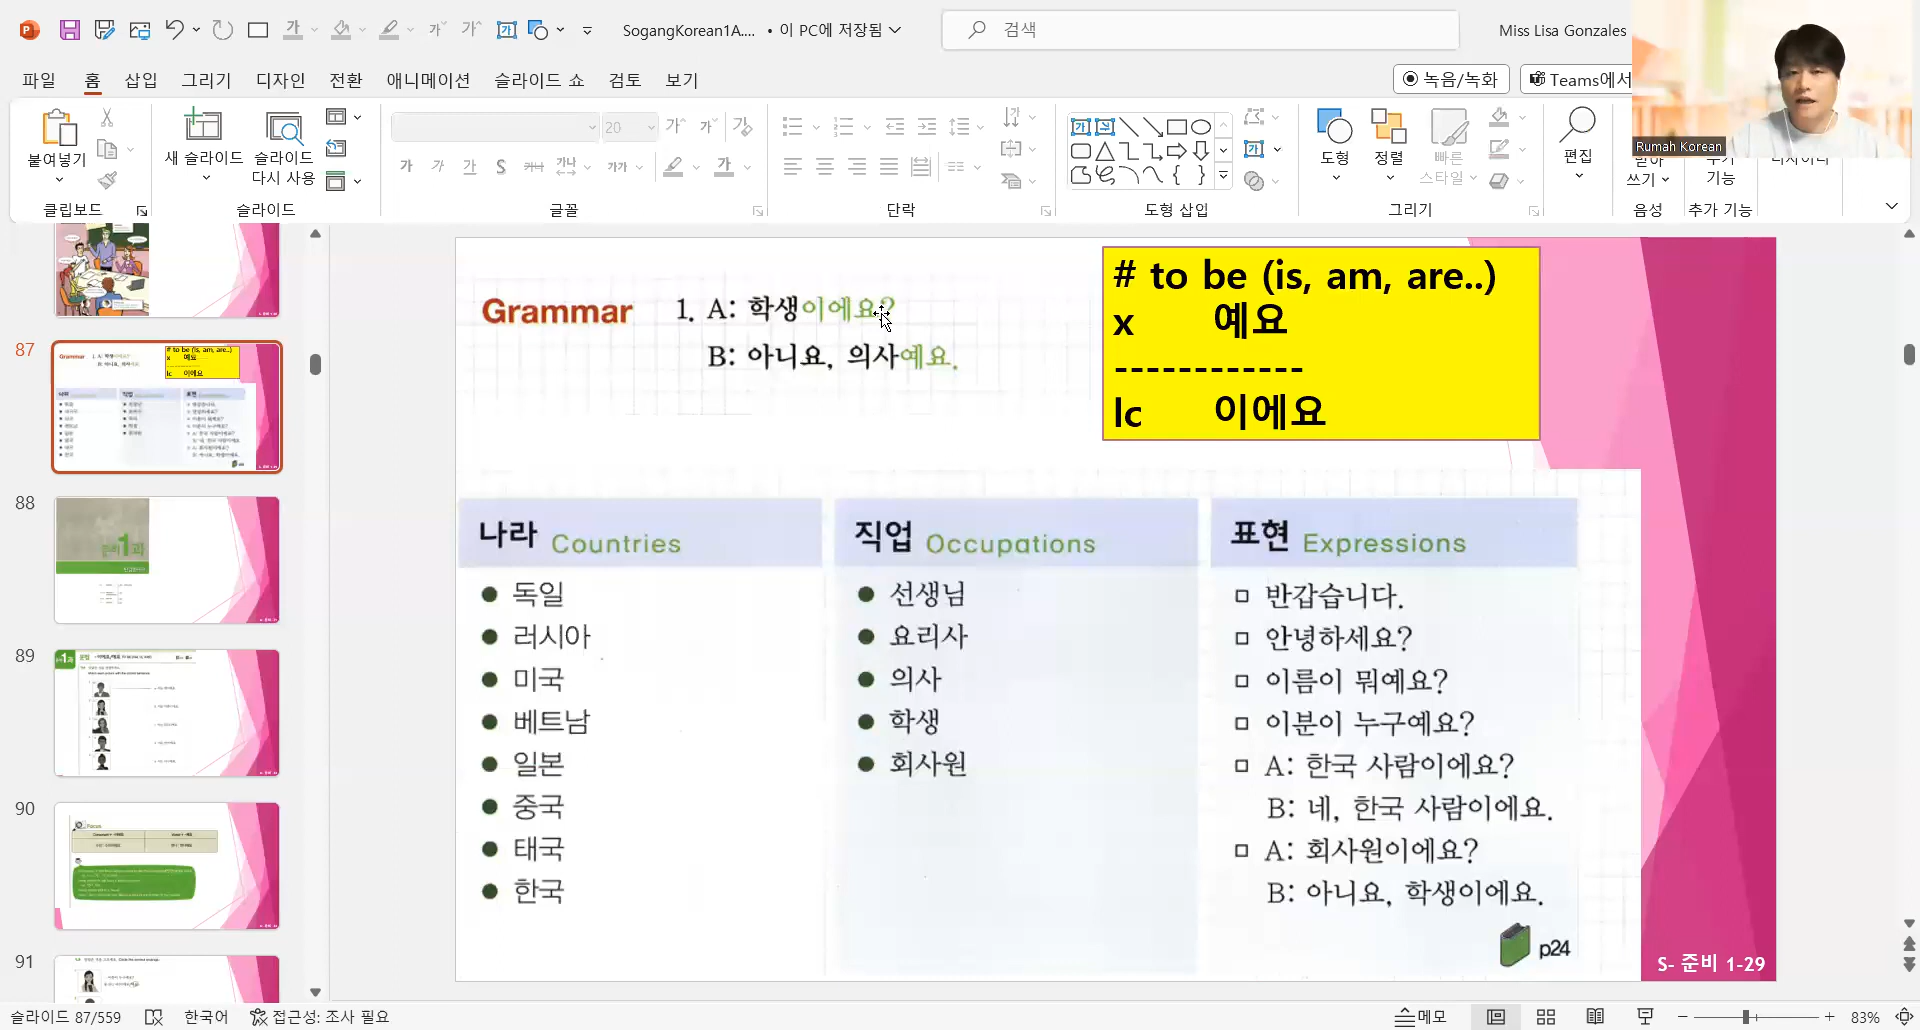 SogangKorean1A.... • 이 PC에 저장됨
검색
Miss Lisa Gonzales
파일 홈 삽입 그리기 디자인 전환 애니메이션 슬라이드 쇼 검토 보기
녹음/녹화
Teams에서
Rumah Korean
붙여넣기
새 슬라이드
슬라이드
다시 사용
20
도형
정렬
빠른
스타일
편집
쓰기
기능
클립보드
슬라이드
글꼴
단락
도형 삽입
그리기
음성
추가 기능
87
88
89
90
91
Grammar
1. A: 학생이에요?
B: 아니요, 의사예요.
# to be (is, am, are..)
x 예요
------------
lc 이에요
나라 Countries
독일
러시아
미국
베트남
일본
중국
태국
한국
직업 Occupations
선생님
요리사
의사
학생
회사원
표현 Expressions
반갑습니다.
안녕하세요?
이름이 뭐예요?
이분이 누구예요?
A: 한국 사람이에요?
B: 네, 한국 사람이에요.
A: 회사원이에요?
B: 아니요, 학생이에요.
p24
S- 준비 1-29
슬라이드 87/559
한국어
접근성: 조사 필요
메모
83%